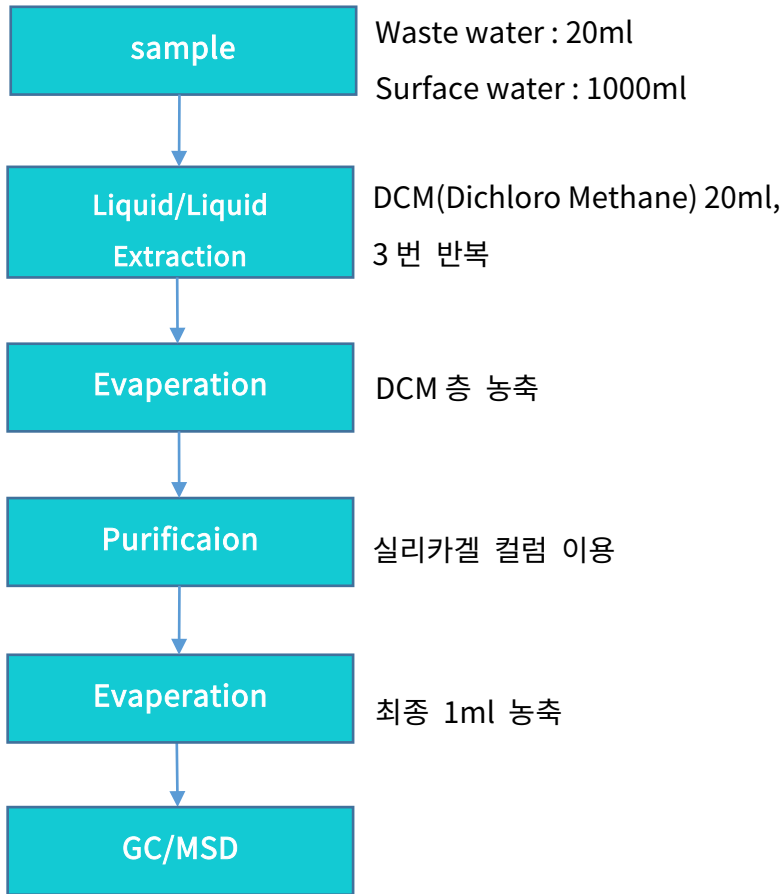 sample
Waste water : 20ml
Surface water : 1000ml
Liquid/Liquid
Extraction
DCM(Dichloro Methane) 20ml,
3 번 반복
Evaperation
DCM 층 농축
Purificaion
실리카겔 컬럼 이용
Evaperation
최종 1ml 농축
GC/MSD